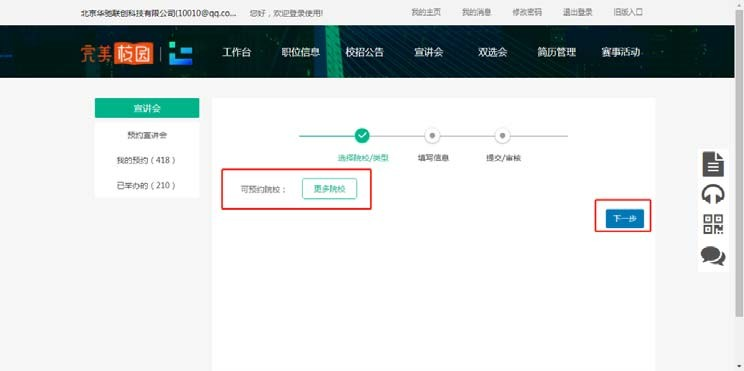 北京华驰联创科技有限公司(10010@qq.co... 您好，欢迎登录使用! 我的主页 我的消息 修改密码 退出登录 旧版入口
完美校园 工作台 职位信息 校招公告 宣讲会 双选会 简历管理 赛事活动
宣讲会
预约宣讲会
我的预约（418）
已举办的（210）
选择院校/类型 填写信息 提交/审核
可预约院校： 更多院校
下一步